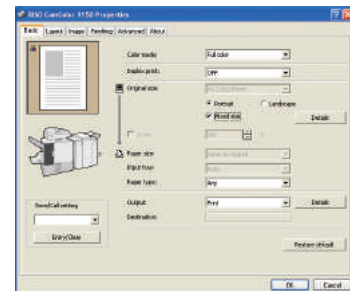 RISO ComColor 9150 Properties
Basic Layout Image Finishing Advanced About
Color mode: Full color
Duplex print: OFF
Original size:
Portrait Landscape
Mixed size Details
Paper size:
Input tray: Auto
Paper type: Any
Save/Call setting
Output: Print Details
Destination:
Entry/Clear
Restore default
OK Cancel